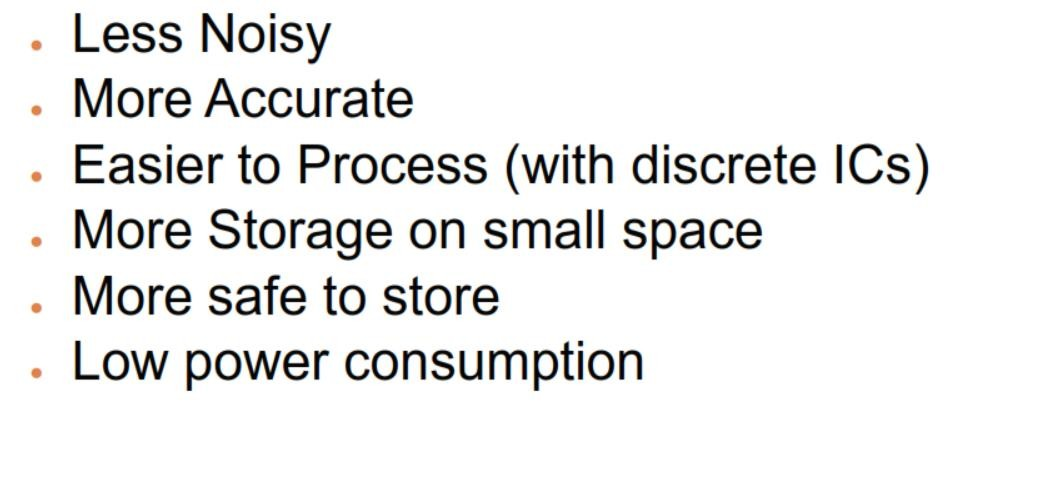 • Less Noisy
• More Accurate
• Easier to Process (with discrete ICs)
• More Storage on small space
• More safe to store
• Low power consumption